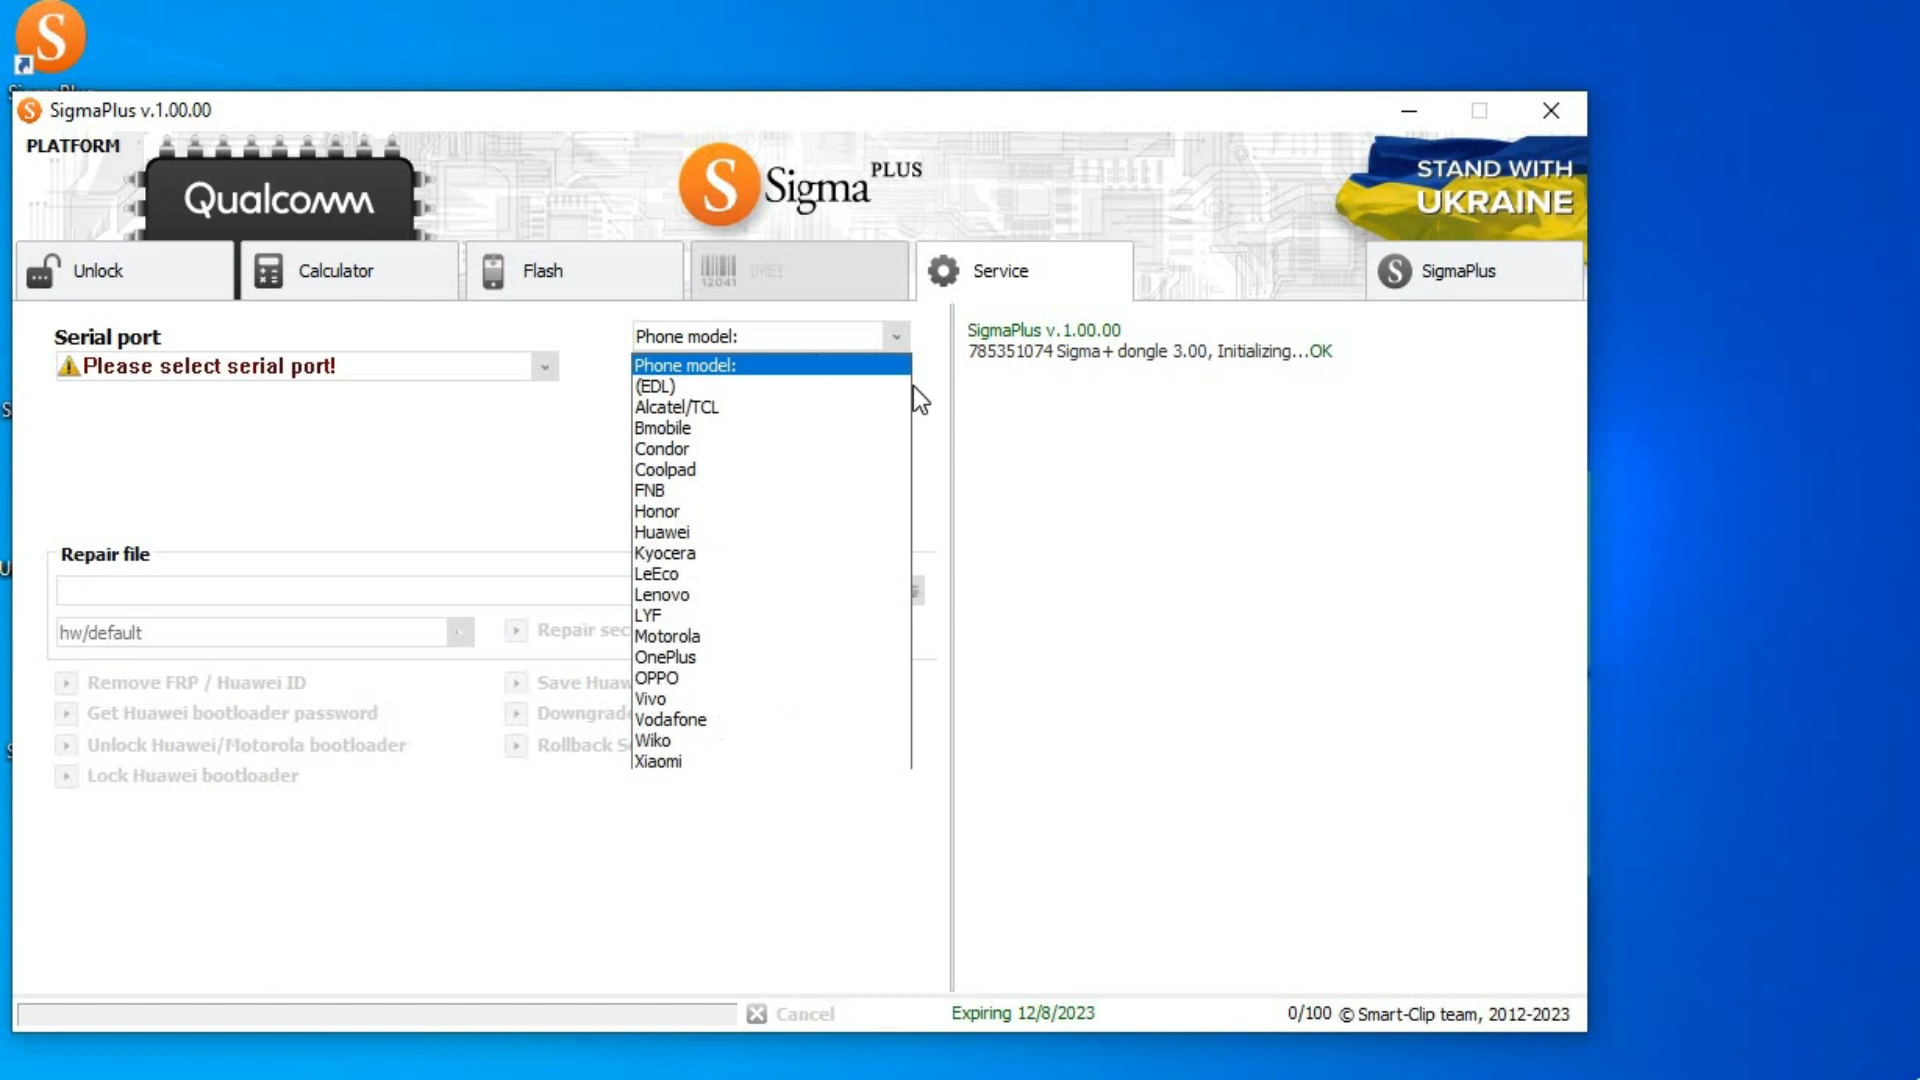 S
SigmaPlus v.1.00.00
PLATFORM
Qualcomm
S Sigma PLUS
STAND WITH
UKRAINE
Unlock
Calculator
Flash
12041 IMEI
Service
S SigmaPlus
Serial port
Please select serial port!
Phone model:
Phone model:
(EDL)
Alcatel/TCL
Bmobile
Condor
Coolpad
FNB
Honor
Huawei
Kyocera
LeEco
Lenovo
LYF
Motorola
OnePlus
OPPO
Vivo
Vodafone
Wiko
Xiaomi
Repair file
hw/default
Repair sec
Remove FRP / Huawei ID
Save Huaw
Get Huawei bootloader password
Downgrade
Unlock Huawei/Motorola bootloader
Rollback S
Lock Huawei bootloader
SigmaPlus v.1.00.00
785351074 Sigma+ dongle 3.00, Initializing...OK
Cancel
Expiring 12/8/2023
0/100 © Smart-Clip team, 2012-2023